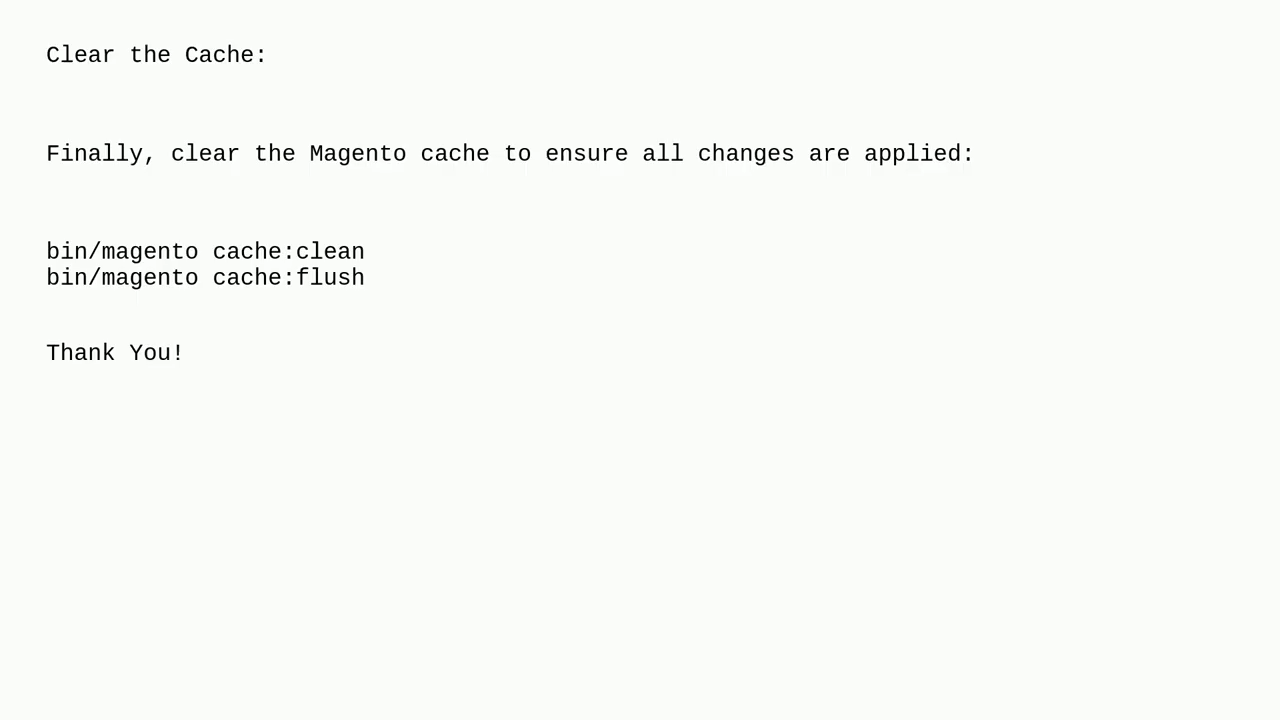 Clear the Cache:
Finally, clear the Magento cache to ensure all changes are applied:
bin/magento cache:clean
bin/magento cache:flush
Thank You!